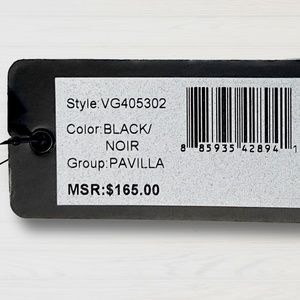 Style:VG405302
Color:BLACK/
NOIR
Group:PAVILLA
MSR:$165.00
8 85935 42894 1